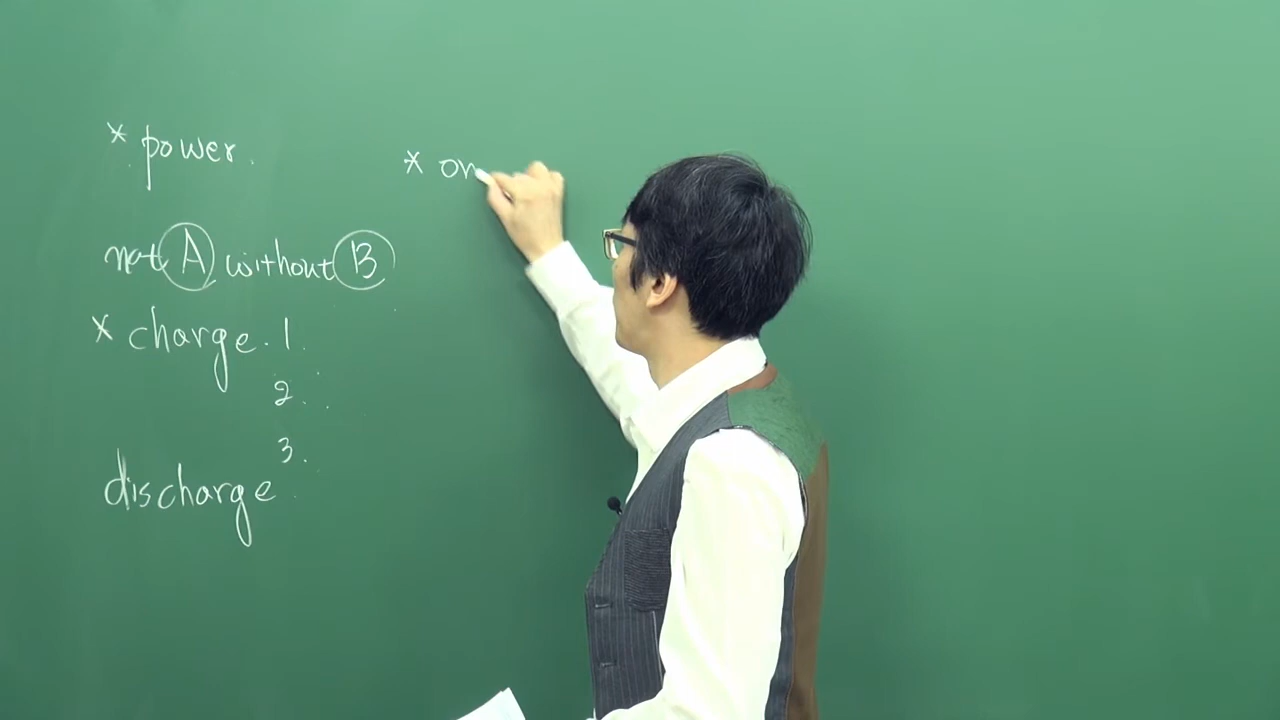 * power.
not A without B
* charge. 1.
2.
3.
discharge
* on